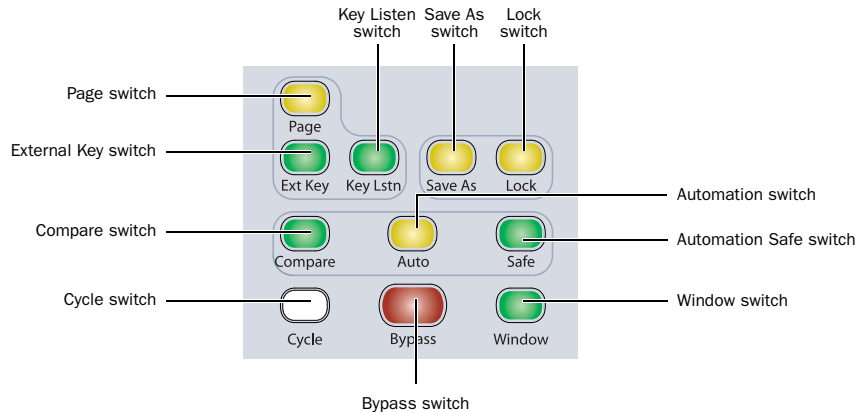 Key Listen
switch
Save As
switch
Lock
switch
Page switch
Page
External Key switch
Ext Key
Key Lstn
Save As
Lock
Automation switch
Compare switch
Automation Safe switch
Compare
Auto
Safe
Cycle switch
Window switch
Cycle
Bypass
Window
Bypass switch